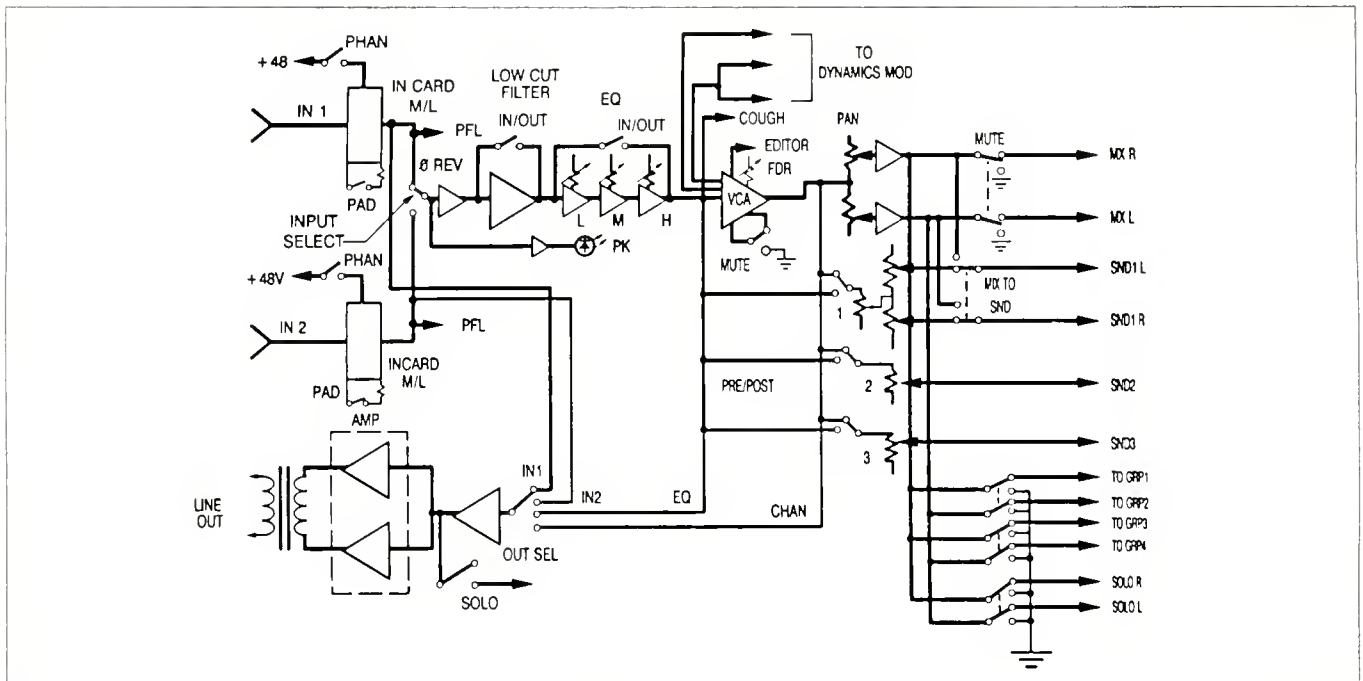 PHAN
+48
IN CARD
M/L
IN 1
PFL
PAD
INPUT
SELECT
Ø REV
LOW CUT
FILTER
IN/OUT
EQ
IN/OUT
L
M
H
PK
TO
DYNAMICS MOD
COUGH
EDITOR
FDR
VCA
MUTE
PAN
MUTE
MX R
MX L
SND1 L
MIX TO
SND
SND1 R
1
PRE/POST
2
SND2
3
SND3
PHAN
+48V
IN 2
PFL
INCARD
M/L
PAD
AMP
LINE
OUT
IN1
IN2
EQ
CHAN
OUT SEL
SOLO
TO GRP1
TO GRP2
TO GRP3
TO GRP4
SOLO R
SOLO L